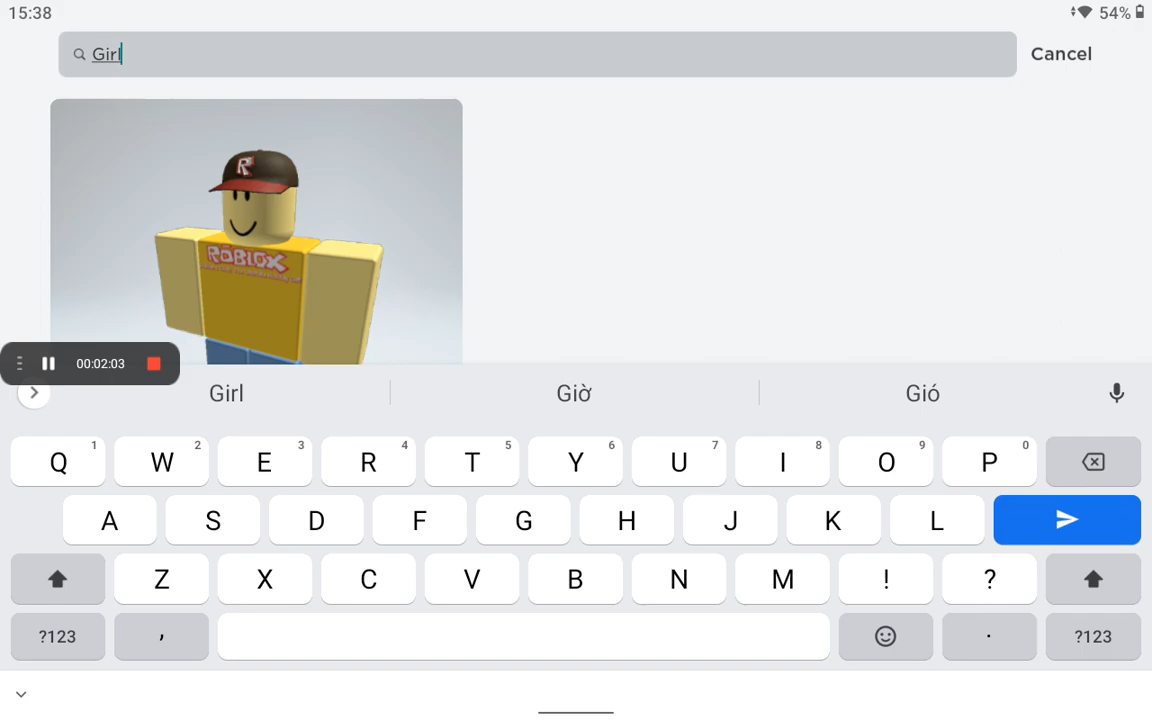 15:38
54%
Girl
Cancel
R
ROBLOX
00:02:03
Girl
Giờ
Gió
Q 1 W 2 E 3 R 4 T 5 Y 6 U 7 I 8 O 9 P 0
A S D F G H J K L
Z X C V B N M ! ?
?123 , . ?123